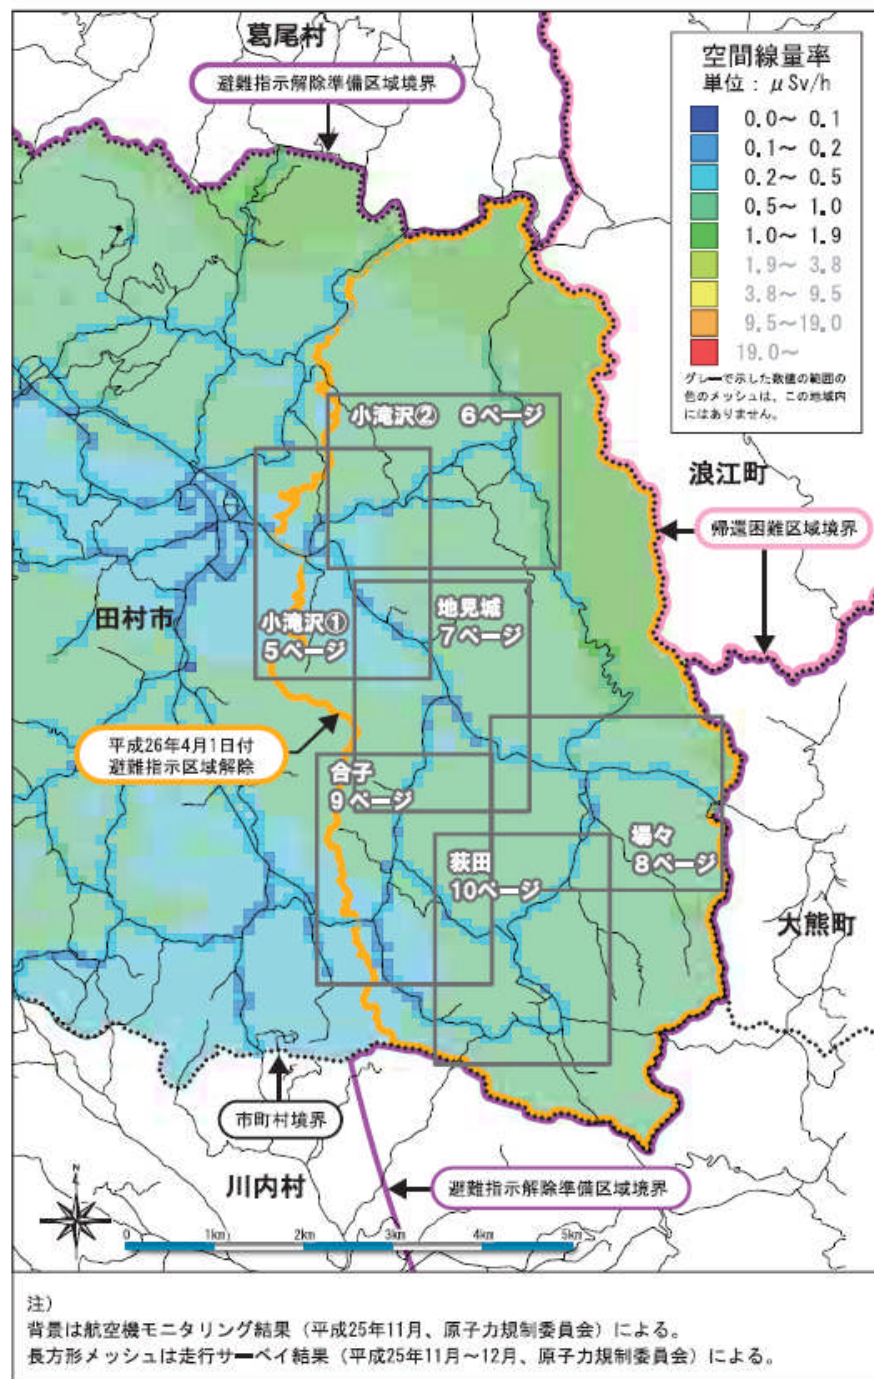 葛尾村
避難指示解除準備区域境界
空間線量率
単位：μSv/h
0.0～ 0.1
0.1～ 0.2
0.2～ 0.5
0.5～ 1.0
1.0～ 1.9
1.9～ 3.8
3.8～ 9.5
9.5～19.0
19.0～
グレーで示した数値の範囲の
色のメッシュは、この地域内
にはありません。
小滝沢② 6ページ
浪江町
帰還困難区域境界
田村市
小滝沢①
5ページ
地見城
7ページ
平成26年4月1日付
避難指示区域解除
合子
9ページ
場々
8ページ
荻田
10ページ
大熊町
市町村境界
川内村
避難指示解除準備区域境界
N
0 1km 2km 3km 4km 5km
注）
背景は航空機モニタリング結果（平成25年11月、原子力規制委員会）による。
長方形メッシュは走行サーベイ結果（平成25年11月～12月、原子力規制委員会）による。